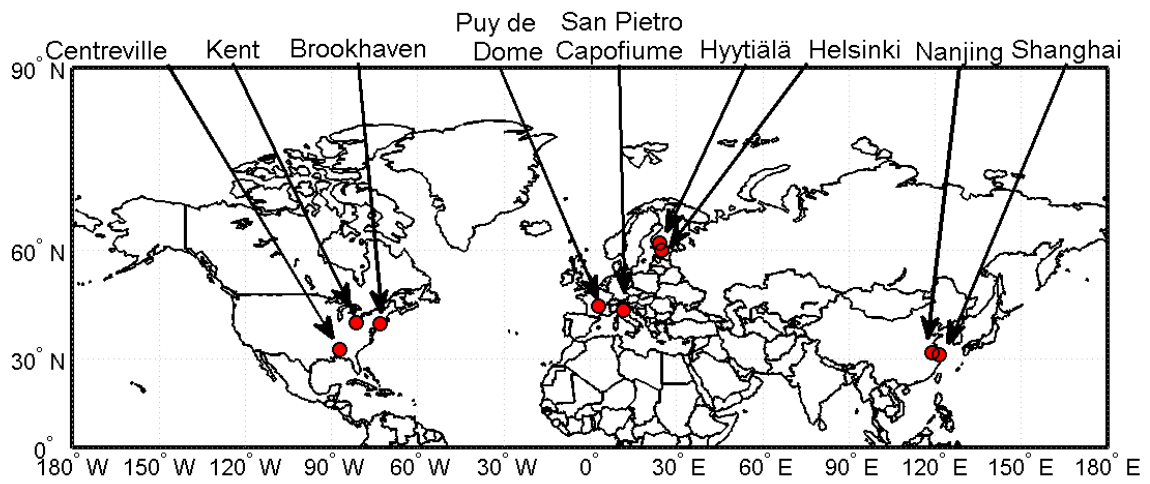 Puy de San Pietro
Centreville Kent Brookhaven Dome Capofiume Hyytiälä Helsinki Nanjing Shanghai
90° N
60° N
30° N
0°
180° W 150° W 120° W 90° W 60° W 30° W 0° 30° E 60° E 90° E 120° E 150° E 180° E